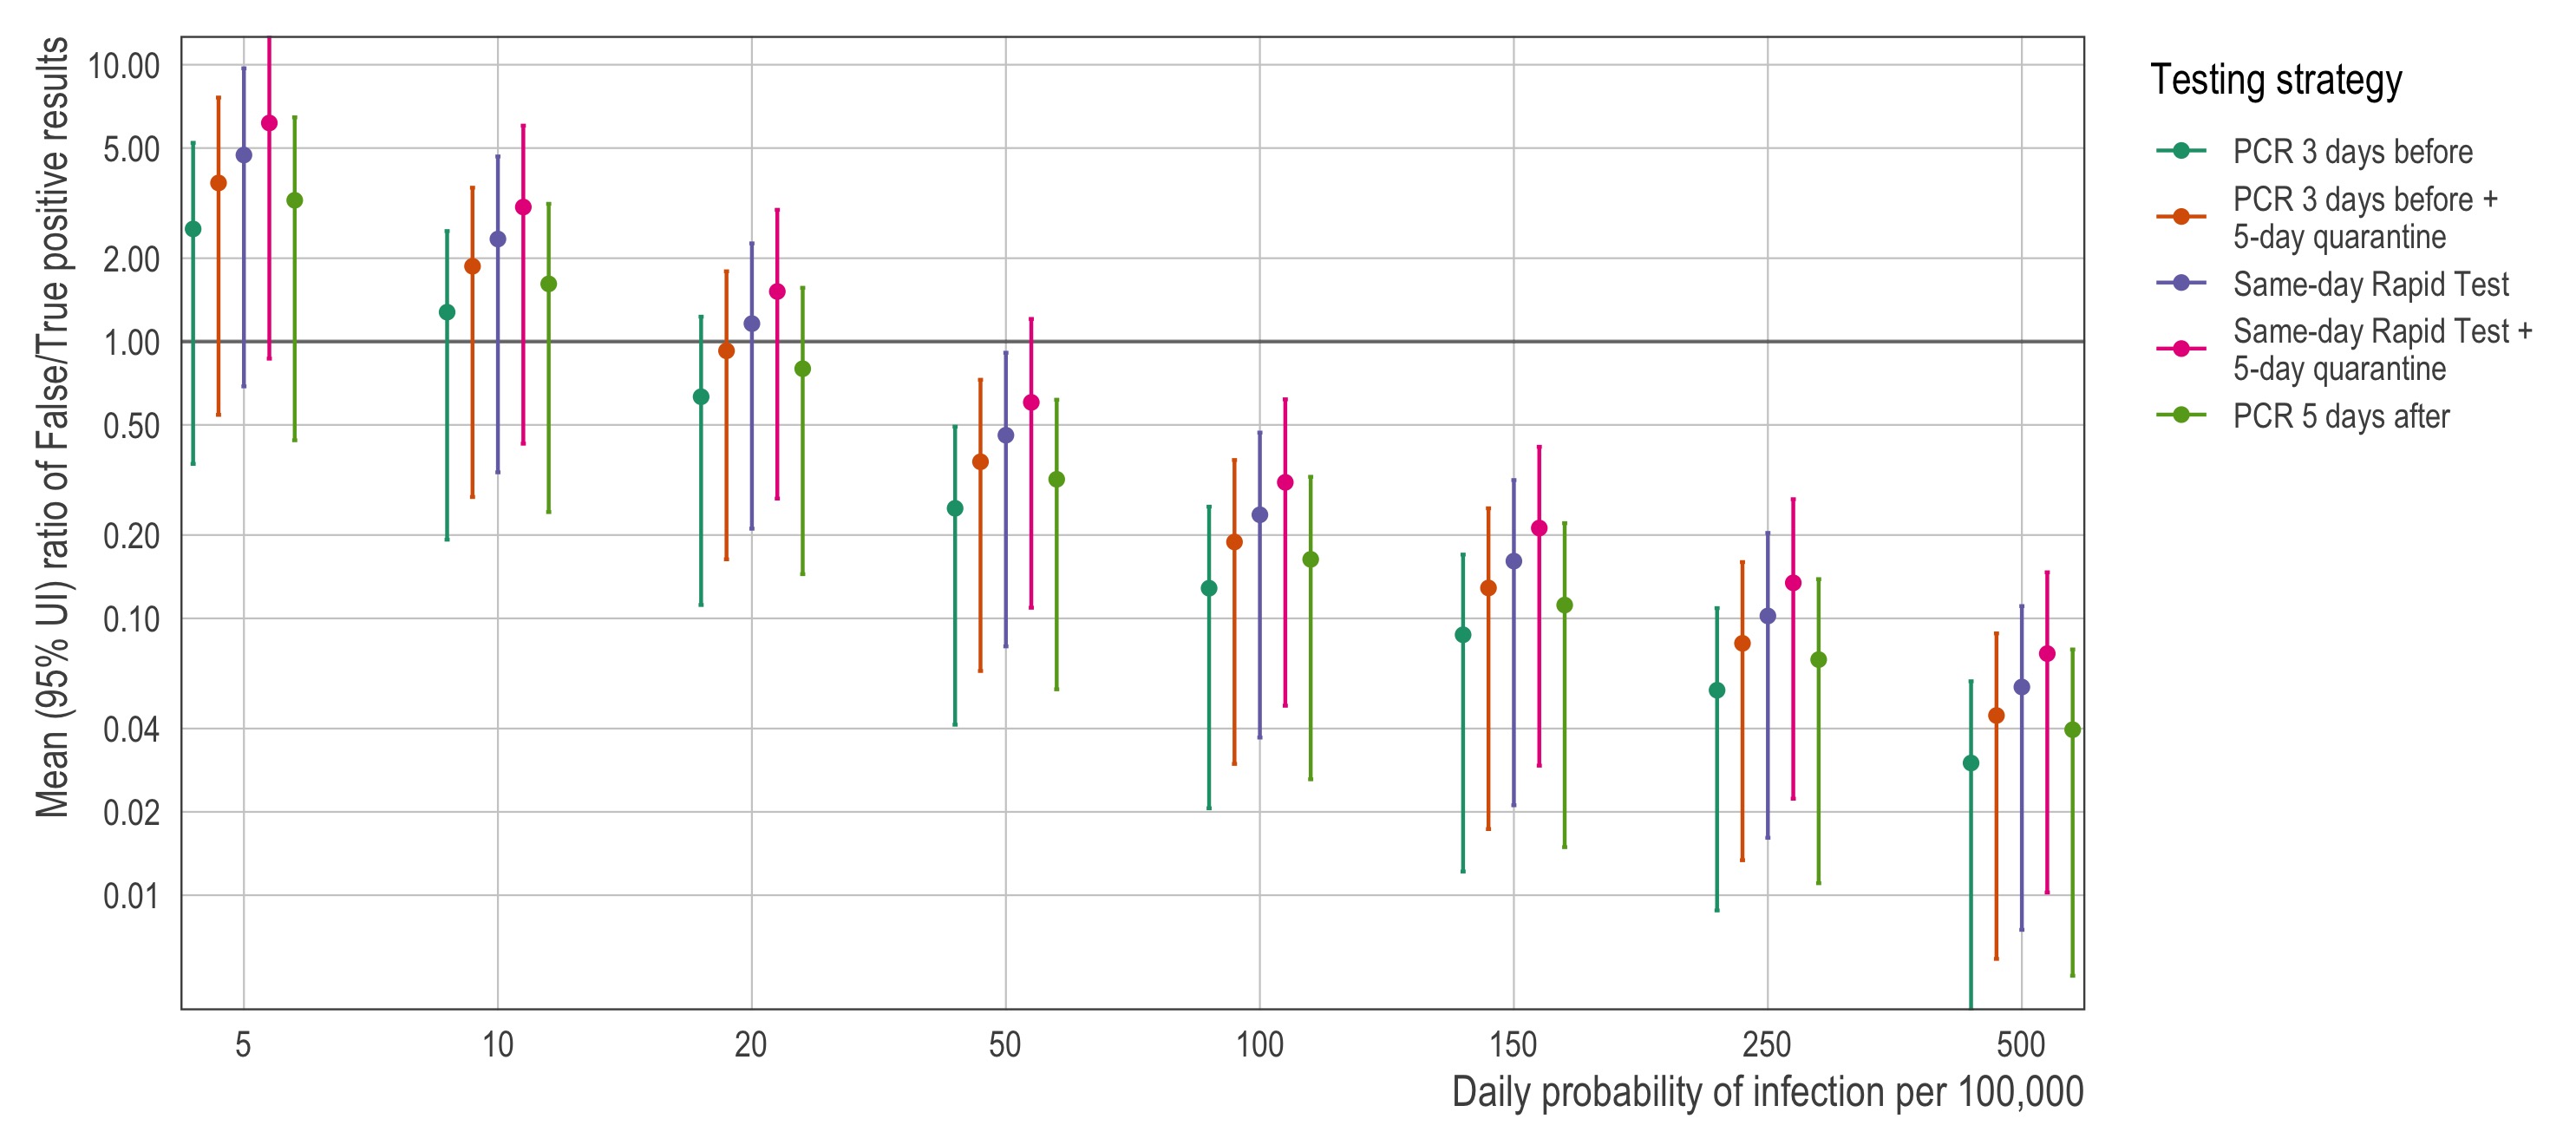 Mean (95% UI) ratio of False/True positive results
10.00
5.00
2.00
1.00
0.50
0.20
0.10
0.04
0.02
0.01
5 10 20 50 100 150 250 500
Daily probability of infection per 100,000
Testing strategy
PCR 3 days before
PCR 3 days before +
5-day quarantine
Same-day Rapid Test
Same-day Rapid Test +
5-day quarantine
PCR 5 days after